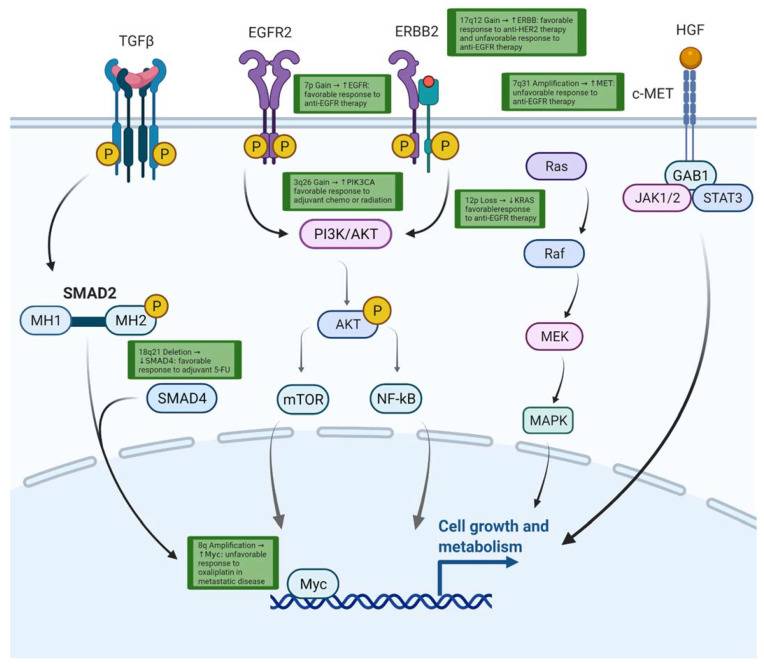 17q12 Gain → ↑ERBB: favorable
response to anti-HER2 therapy
and unfavorable response to
anti-EGFR therapy
TGFβ
EGFR2
ERBB2
HGF
7p Gain → ↑EGFR:
favorable response to
anti-EGFR therapy
7q31 Amplification → ↑MET:
unfavorable response to
anti-EGFR therapy
c-MET
P
P
P
P
P
P
Ras
GAB1
JAK1/2
STAT3
3q26 Gain → ↑PIK3CA
favorable response to
adjuvant chemo or radiation
12p Loss → ↓KRAS
favorableresponse
to anti-EGFR therapy
PI3K/AKT
Raf
SMAD2
MH1
MH2
P
AKT
P
MEK
18q21 Deletion →
↓SMAD4: favorable
response to adjuvant 5-FU
SMAD4
mTOR
NF-kB
MAPK
Cell growth and
metabolism
8q Amplification →
↑Myc: unfavorable
response to
oxaliplatin in
metastatic disease
Myc